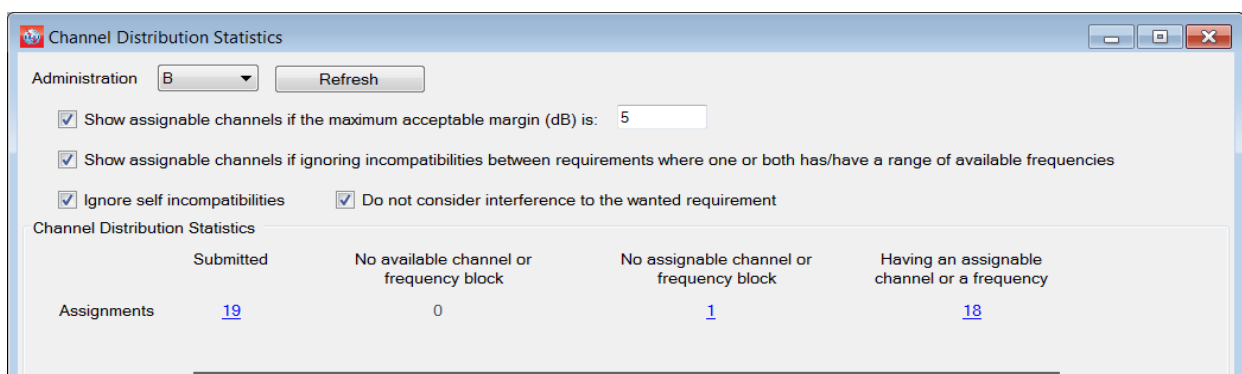 Channel Distribution Statistics
Administration B Refresh
Show assignable channels if the maximum acceptable margin (dB) is: 5
Show assignable channels if ignoring incompatibilities between requirements where one or both has/have a range of available frequencies
Ignore self incompatibilities Do not consider interference to the wanted requirement
Channel Distribution Statistics
Submitted No available channel or No assignable channel or Having an assignable
frequency block frequency block channel or a frequency
Assignments 19 0 1 18